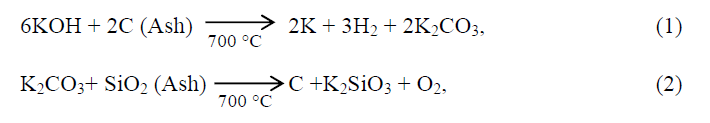 6KOH + 2C (Ash) ⟶ 2K + 3H₂ + 2K₂CO₃, (1)
700 °C
K₂CO₃+ SiO₂ (Ash) ⟶ C +K₂SiO₃ + O₂, (2)
700 °C